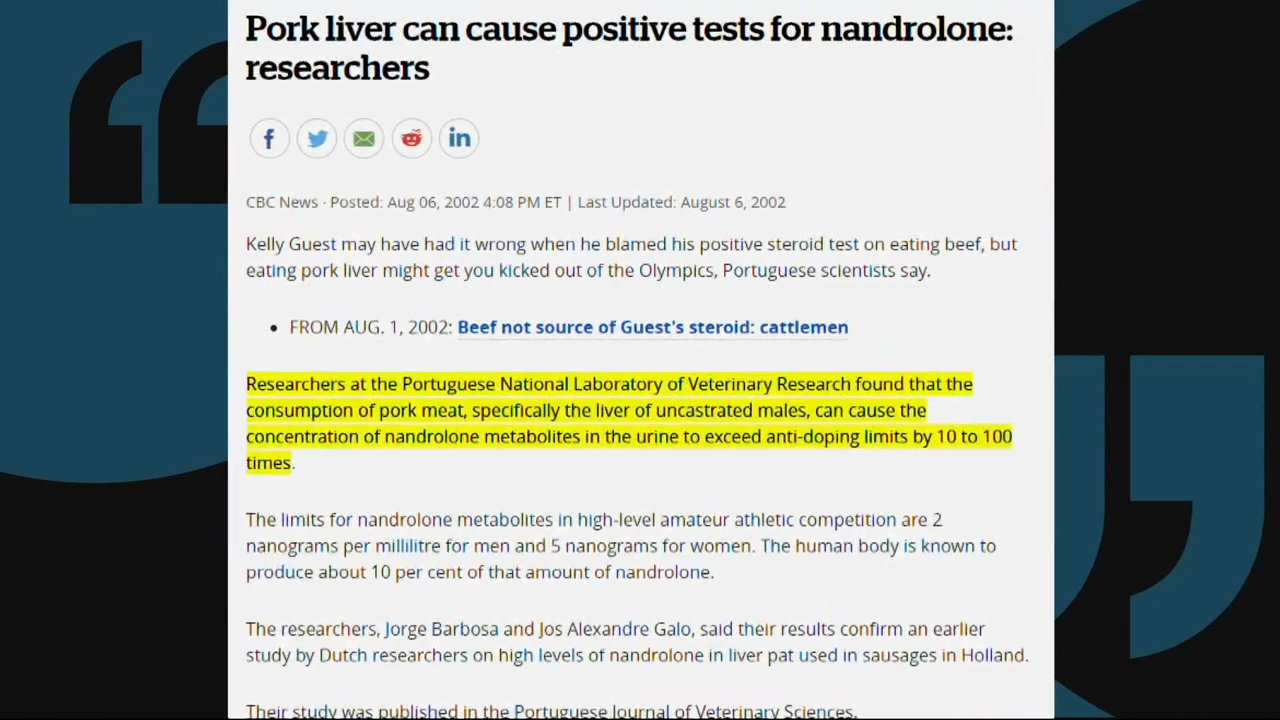 Pork liver can cause positive tests for nandrolone:
researchers
CBC News · Posted: Aug 06, 2002 4:08 PM ET | Last Updated: August 6, 2002
Kelly Guest may have had it wrong when he blamed his positive steroid test on eating beef, but
eating pork liver might get you kicked out of the Olympics, Portuguese scientists say.
• FROM AUG. 1, 2002: Beef not source of Guest's steroid: cattlemen
Researchers at the Portuguese National Laboratory of Veterinary Research found that the
consumption of pork meat, specifically the liver of uncastrated males, can cause the
concentration of nandrolone metabolites in the urine to exceed anti-doping limits by 10 to 100
times.
The limits for nandrolone metabolites in high-level amateur athletic competition are 2
nanograms per millilitre for men and 5 nanograms for women. The human body is known to
produce about 10 per cent of that amount of nandrolone.
The researchers, Jorge Barbosa and Jos Alexandre Galo, said their results confirm an earlier
study by Dutch researchers on high levels of nandrolone in liver pat used in sausages in Holland.
Their study was published in the Portuguese Journal of Veterinary Sciences.